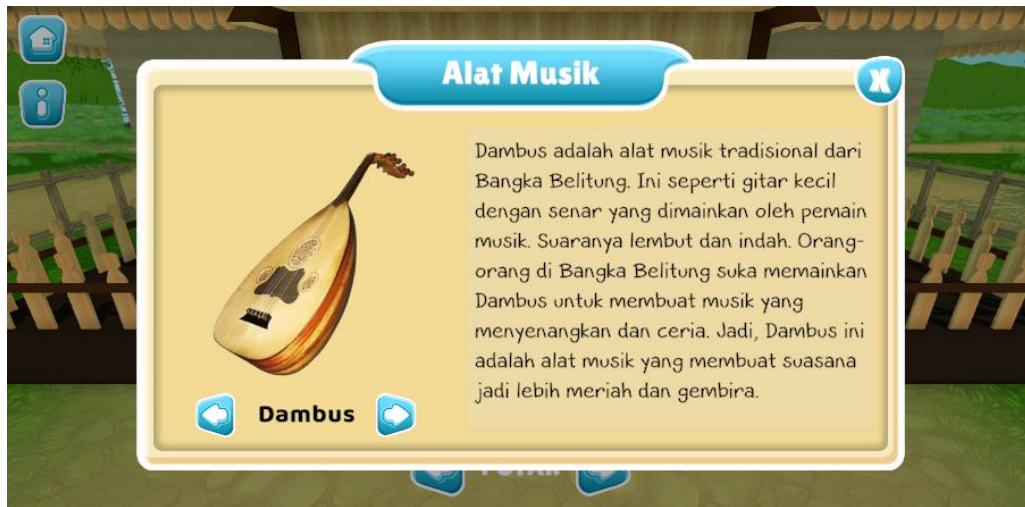 Alat Musik
X
Dambus adalah alat musik tradisional dari
Bangka Belitung. Ini seperti gitar kecil
dengan senar yang dimainkan oleh pemain
musik. Suaranya lembut dan indah. Orang-
orang di Bangka Belitung suka memainkan
Dambus untuk membuat musik yang
menyenangkan dan ceria. Jadi, Dambus ini
adalah alat musik yang membuat suasana
jadi lebih meriah dan gembira.
Dambus